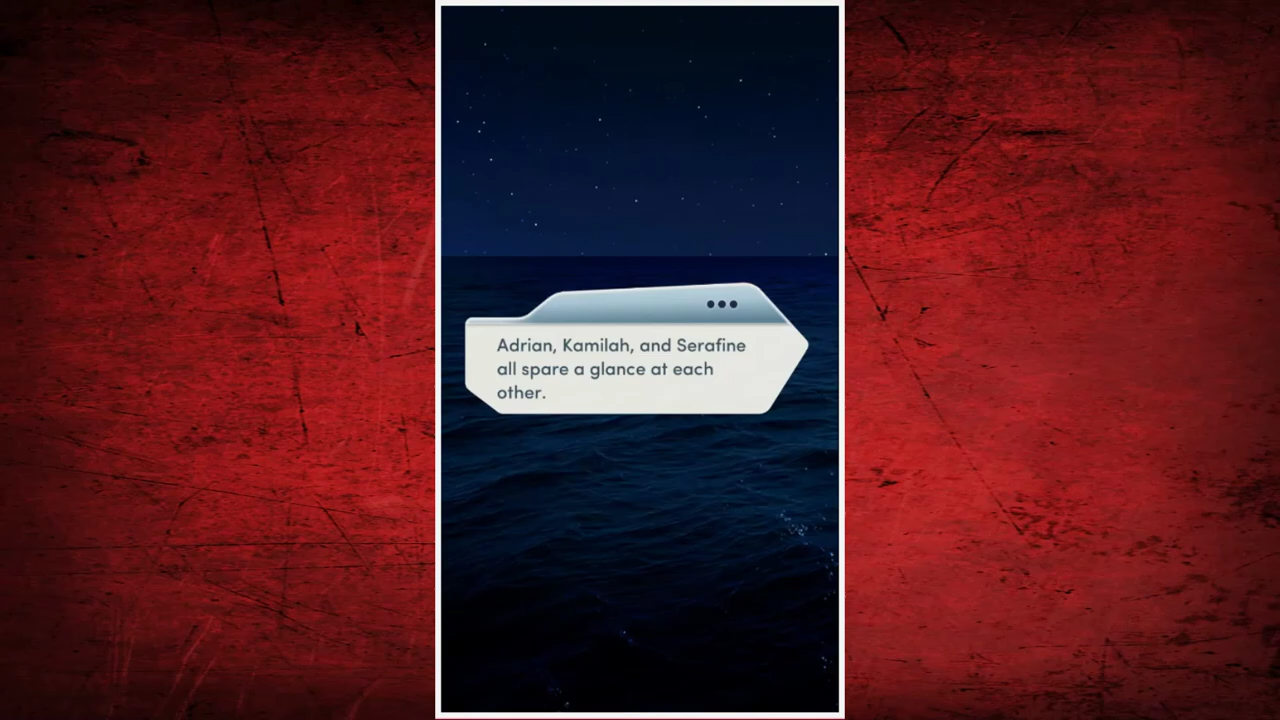 Adrian, Kamilah, and Serafine
all spare a glance at each
other.